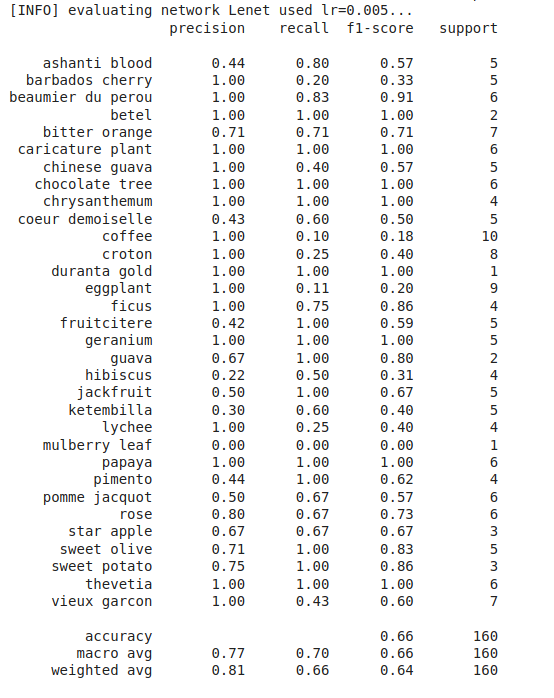 [INFO] evaluating network Lenet used lr=0.005...
precision recall f1-score support
ashanti blood 0.44 0.80 0.57 5
barbados cherry 1.00 0.20 0.33 5
beaumier du perou 1.00 0.83 0.91 6
betel 1.00 1.00 1.00 2
bitter orange 0.71 0.71 0.71 7
caricature plant 1.00 1.00 1.00 6
chinese guava 1.00 0.40 0.57 5
chocolate tree 1.00 1.00 1.00 6
chrysanthemum 1.00 1.00 1.00 4
coeur demoiselle 0.43 0.60 0.50 5
coffee 1.00 0.10 0.18 10
croton 1.00 0.25 0.40 8
duranta gold 1.00 1.00 1.00 1
eggplant 1.00 0.11 0.20 9
ficus 1.00 0.75 0.86 4
fruitcitere 0.42 1.00 0.59 5
geranium 1.00 1.00 1.00 5
guava 0.67 1.00 0.80 2
hibiscus 0.22 0.50 0.31 4
jackfruit 0.50 1.00 0.67 5
ketembilla 0.30 0.60 0.40 5
lychee 1.00 0.25 0.40 4
mulberry leaf 0.00 0.00 0.00 1
papaya 1.00 1.00 1.00 6
pimento 0.44 1.00 0.62 4
pomme jacquot 0.50 0.67 0.57 6
rose 0.80 0.67 0.73 6
star apple 0.67 0.67 0.67 3
sweet olive 0.71 1.00 0.83 5
sweet potato 0.75 1.00 0.86 3
thevetia 1.00 1.00 1.00 6
vieux garcon 1.00 0.43 0.60 7
accuracy 0.66 160
macro avg 0.77 0.70 0.66 160
weighted avg 0.81 0.66 0.64 160